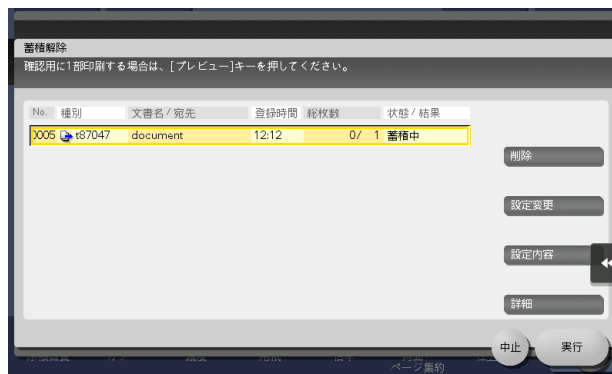 蓄積解除
確認用に1部印刷する場合は、[プレビュー]キーを押してください。
No. 種別 文書名/宛先 登録時間 総枚数 状態/結果
0005 t87047 document 12:12 0/ 1 蓄積中
削除
設定変更
設定内容
詳細
中止 実行
ページ集約